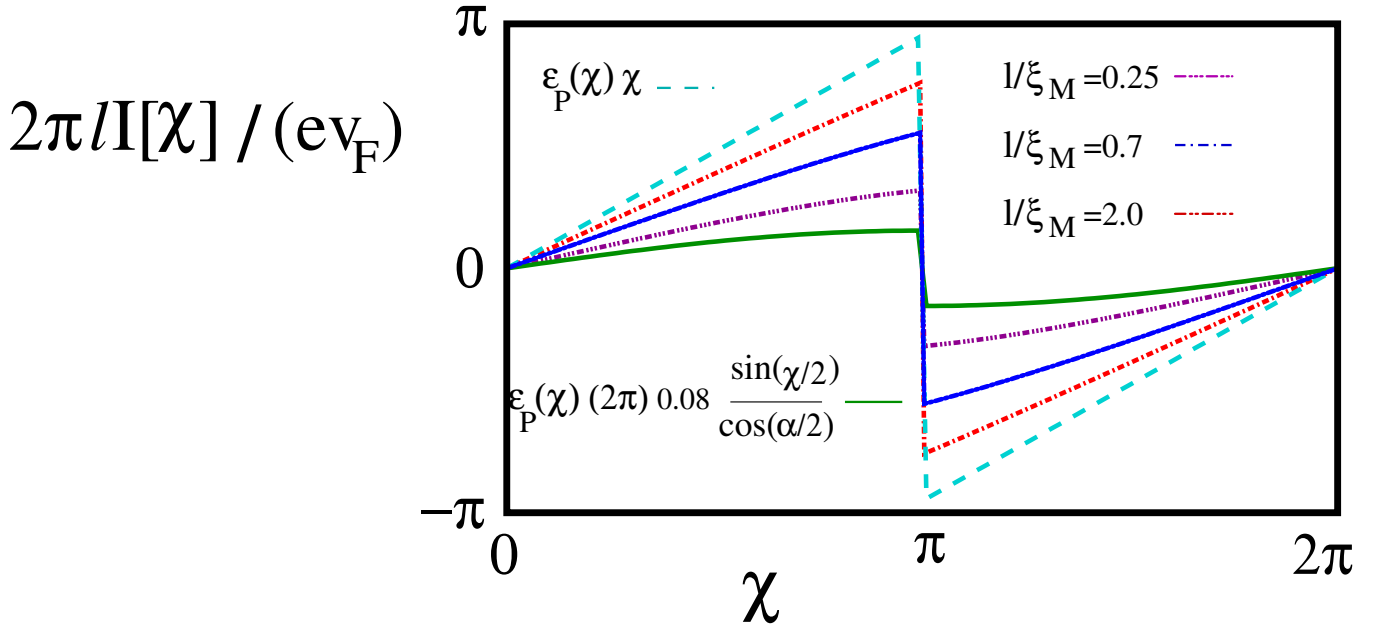 π
ε_P(χ) χ
l/ξ_M=0.25
2πlI[χ] / (ev_F)
l/ξ_M=0.7
l/ξ_M=2.0
0
ε_P(χ) (2π) 0.08 sin(χ/2)
cos(α/2)
−π
0
π
2π
χ